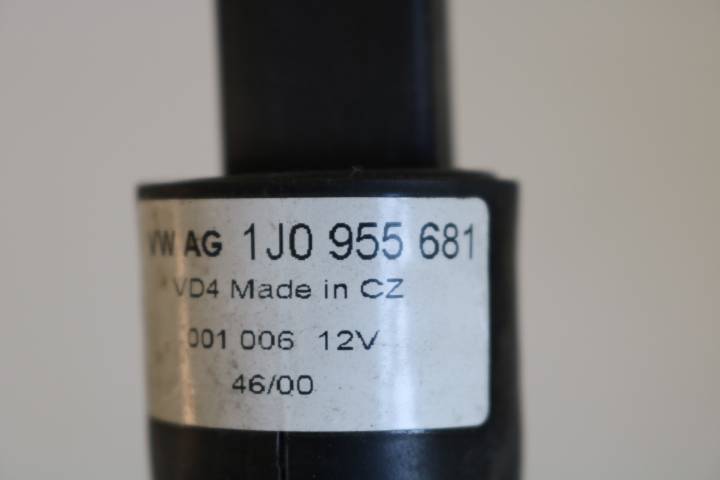 VW AG 1J0 955 681
VD4 Made in CZ
001 006 12V
46/00